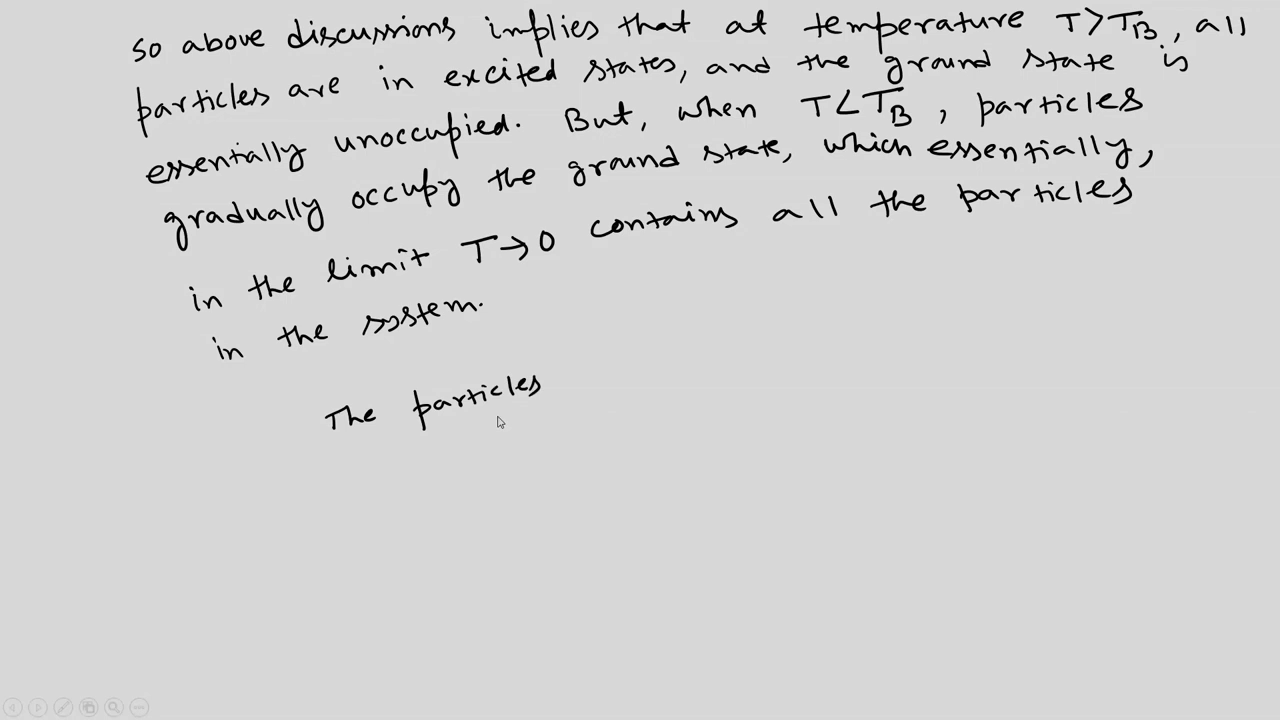 so above discussions implies that at temperature T>T_B, all
particles are in excited states, and the ground state is
essentially unoccupied. But, when T<T_B, particles
gradually occupy the ground state, which essentially,
in the limit T→0 contains all the particles
in the system.
The particles